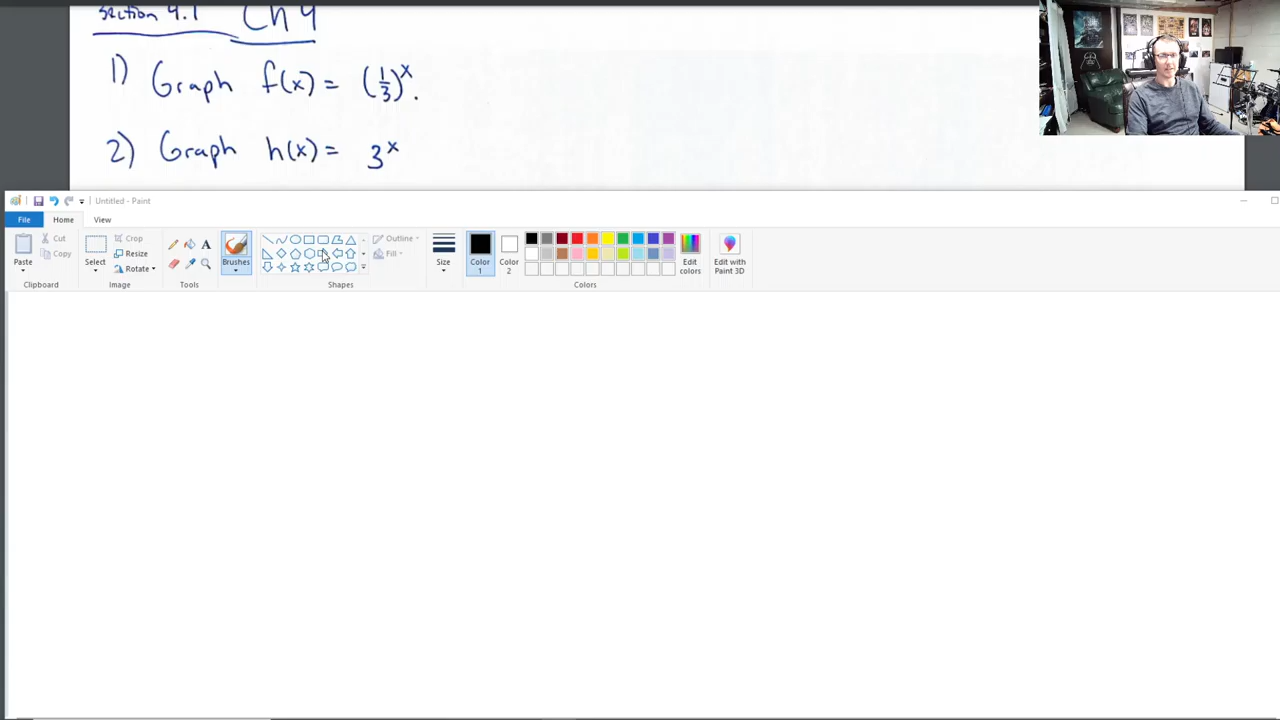 Section 4.1 Ch 4
1) Graph f(x) = (1/3)^x.
2) Graph h(x) = 3^x
Untitled - Paint
File Home View
Paste
Cut
Copy
Clipboard
Select
Crop
Resize
Rotate
Image
Tools
Brushes
Shapes
Outline
Fill
Size
Color 1
Color 2
Edit colors
Colors
Edit with Paint 3D